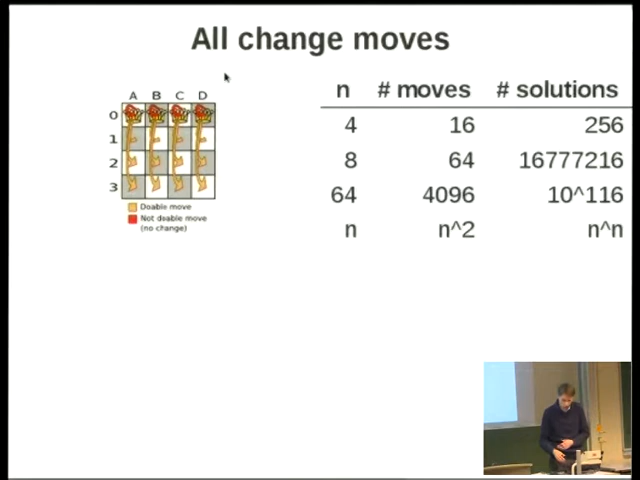 All change moves
A B C D
0
1
2
3
Doable move
Not doable move
(no change)
n # moves # solutions
4 16 256
8 64 16777216
64 4096 10^116
n n^2 n^n